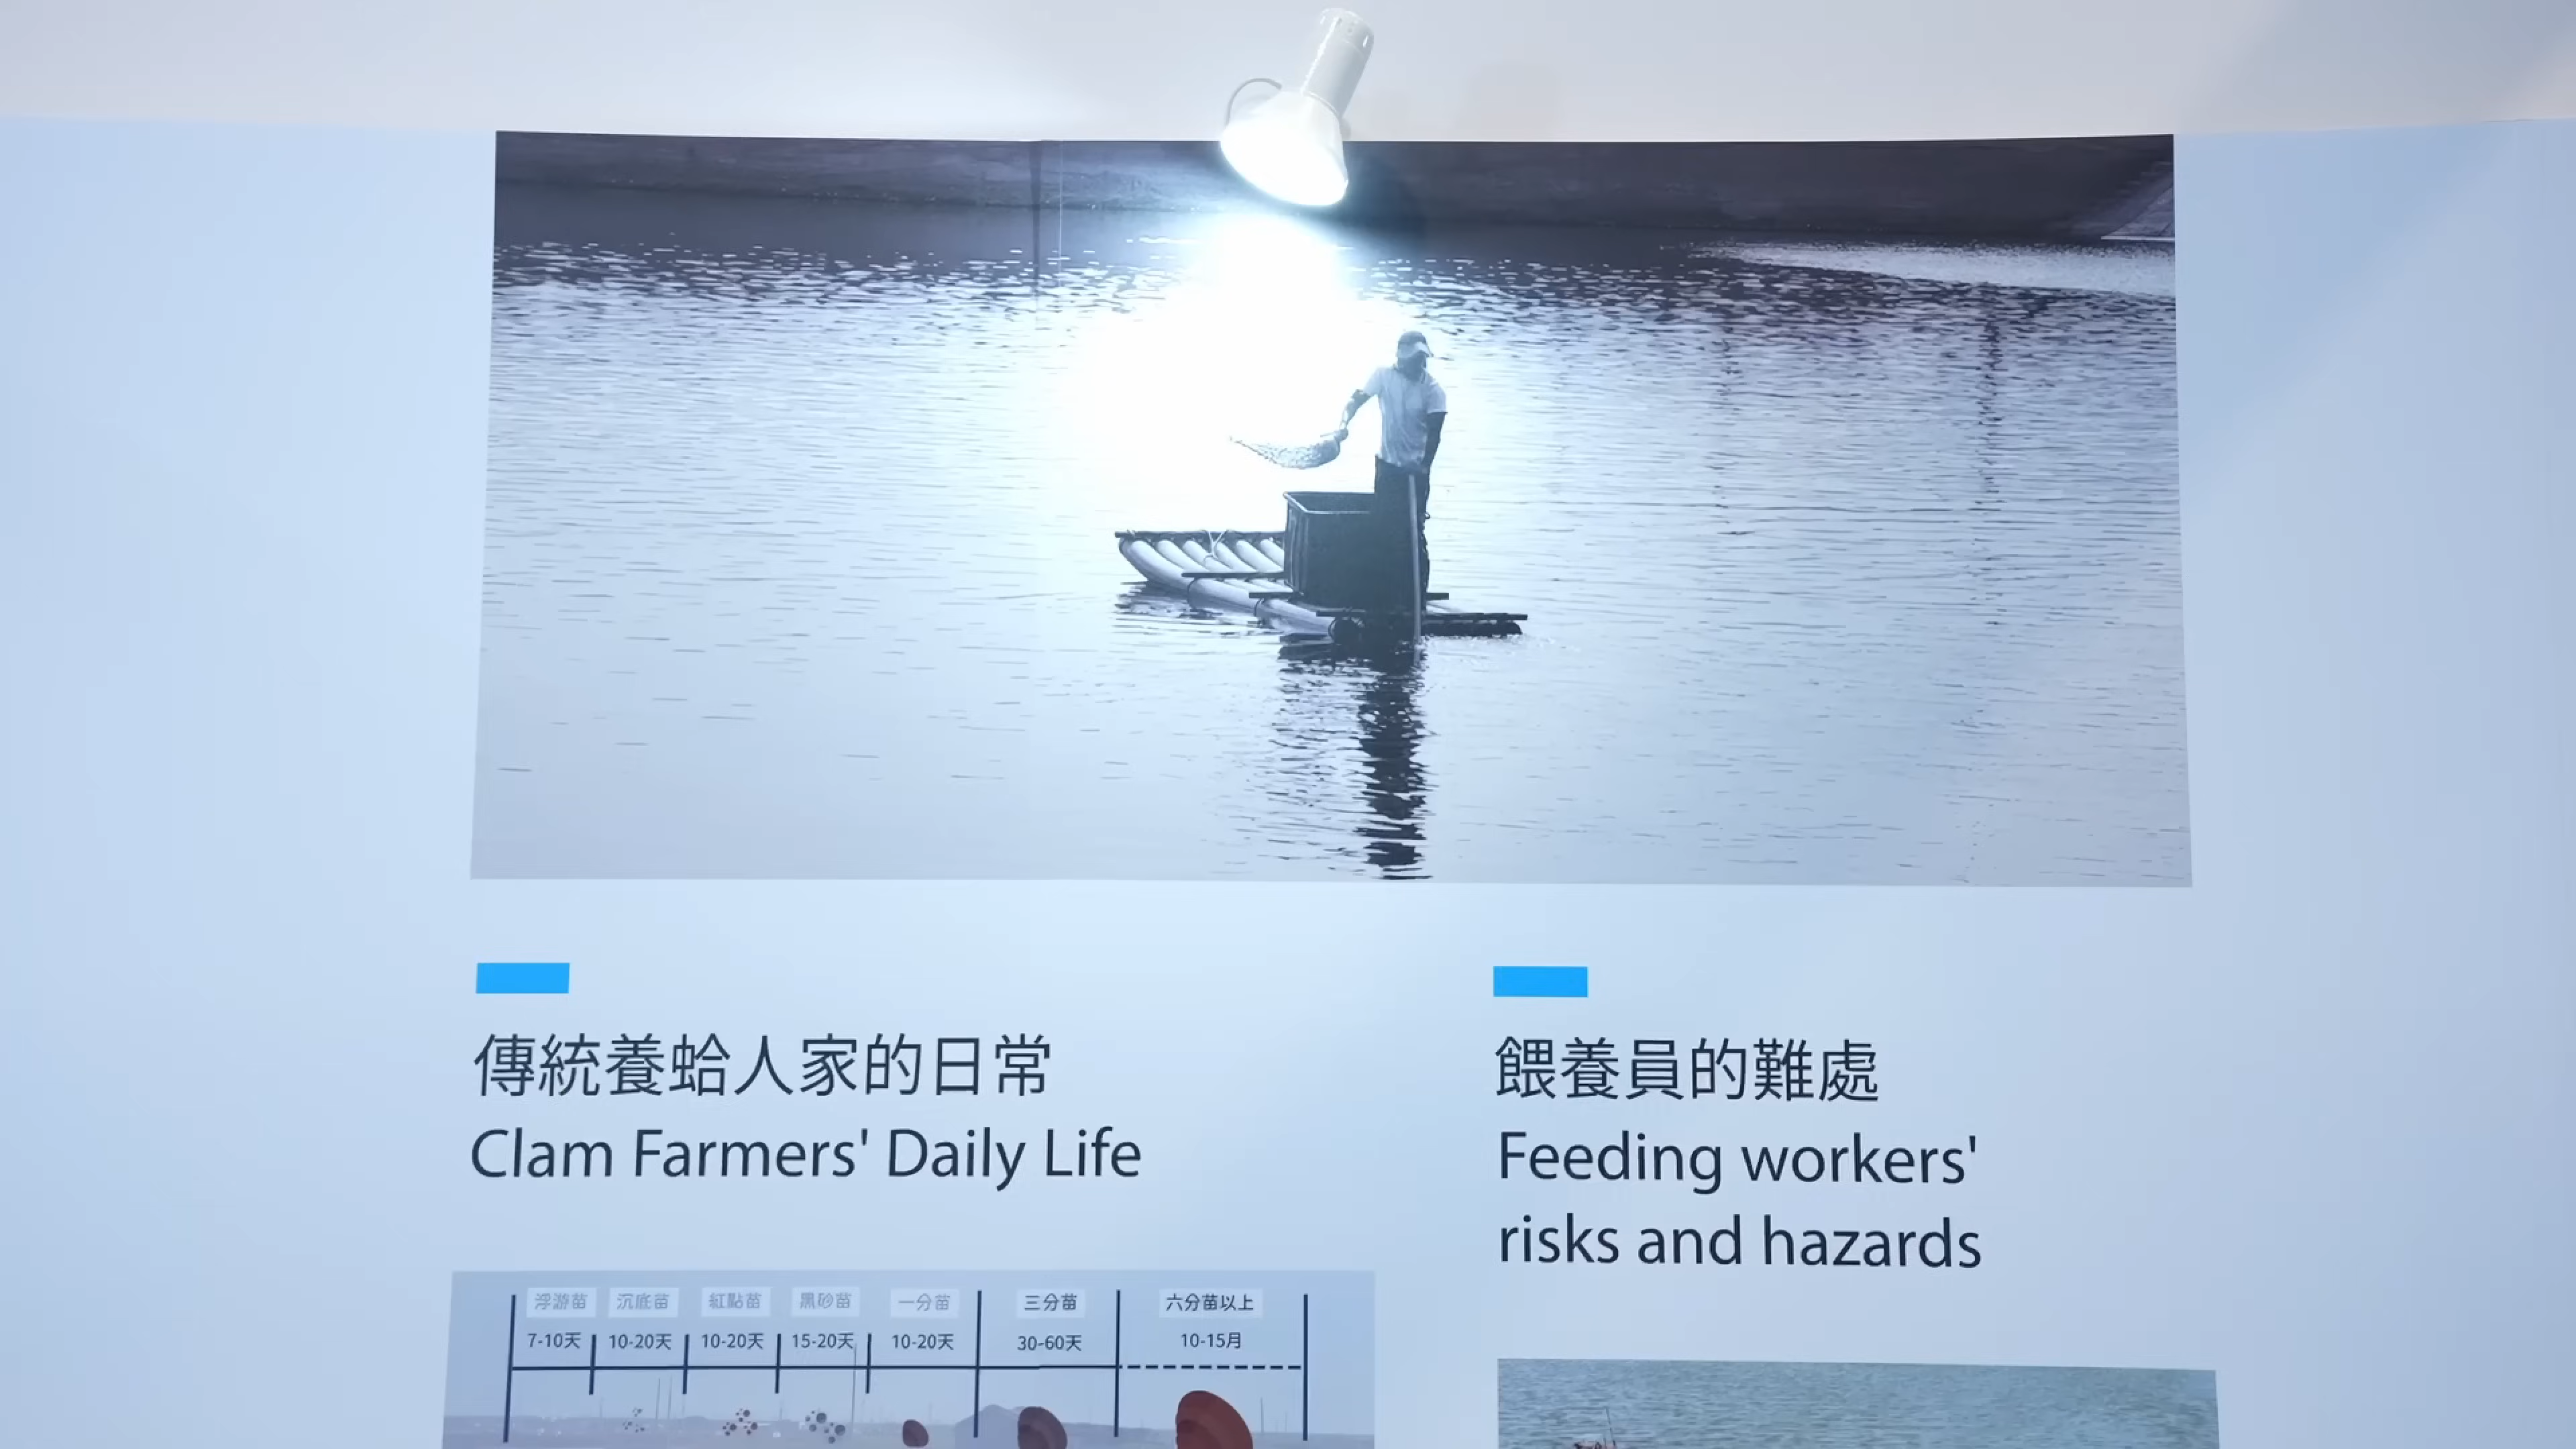 傳統養蛤人家的日常
Clam Farmers' Daily Life
餵養員的難處
Feeding workers'
risks and hazards
浮游苗 沉底苗 紅點苗 黑砂苗 一分苗 三分苗 六分苗以上
7-10天 10-20天 10-20天 15-20天 10-20天 30-60天 10-15月